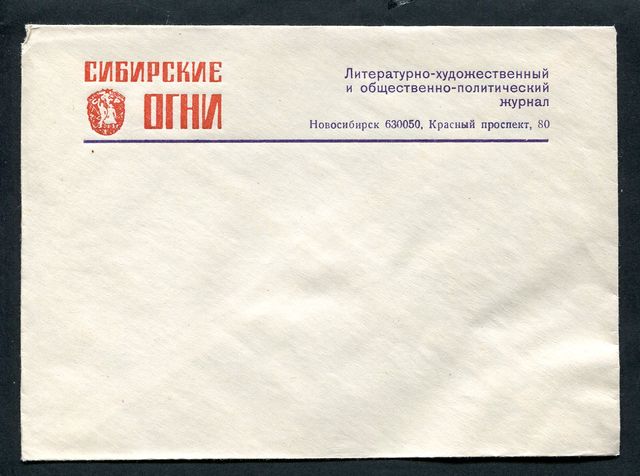 СИБИРСКИЕ
ОГНИ
Литературно-художественный
и общественно-политический
журнал
Новосибирск 630050, Красный проспект, 80